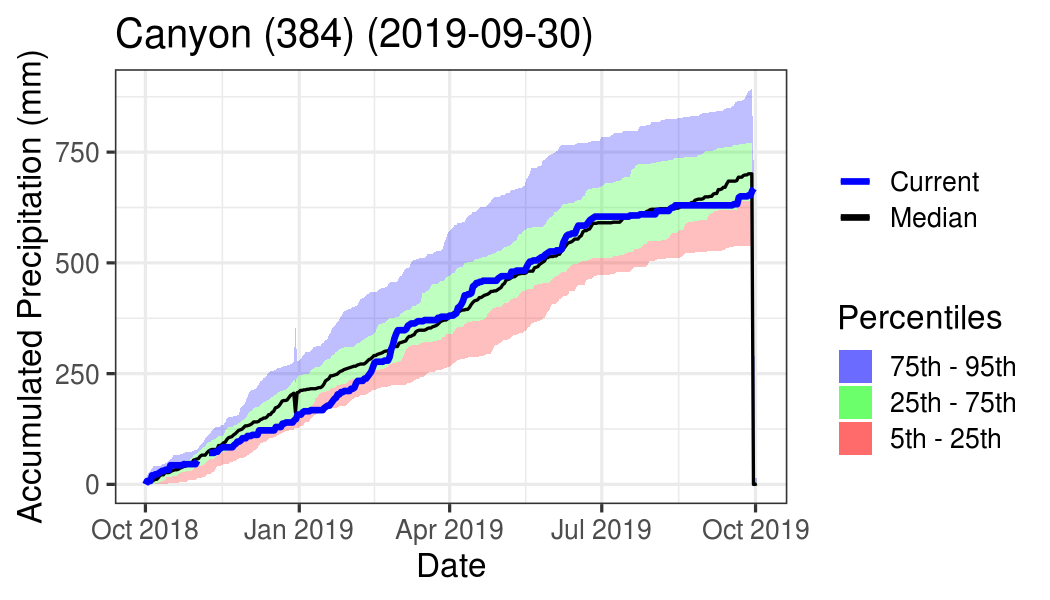 Canyon (384) (2019-09-30)
Accumulated Precipitation (mm)
750
500
250
0
Oct 2018 Jan 2019 Apr 2019 Jul 2019 Oct 2019
Date
Current
Median
Percentiles
75th - 95th
25th - 75th
5th - 25th